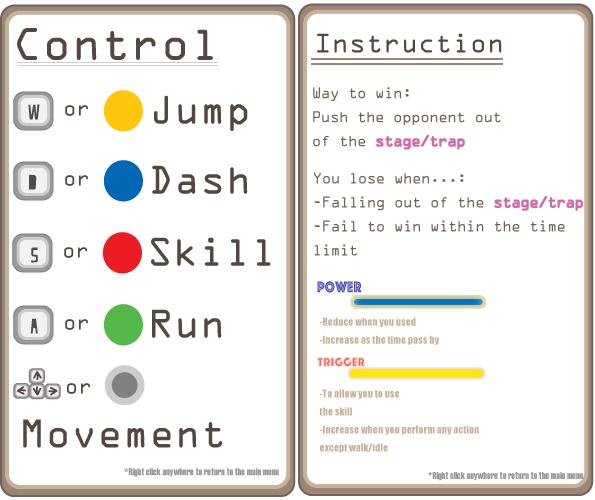 Control
W or Jump
D or Dash
S or Skill
A or Run
or
Movement
*Right click anywhere to return to the main menu
Instruction
Way to win:
Push the opponent out
of the stage/trap
You lose when...:
-Falling out of the stage/trap
-Fail to win within the time
limit
POWER
-Reduce when you used
-Increase as the time pass by
TRIGGER
-To allow you to use
the skill
-Increase when you perform any action
except walk/idle
*Right click anywhere to return to the main menu